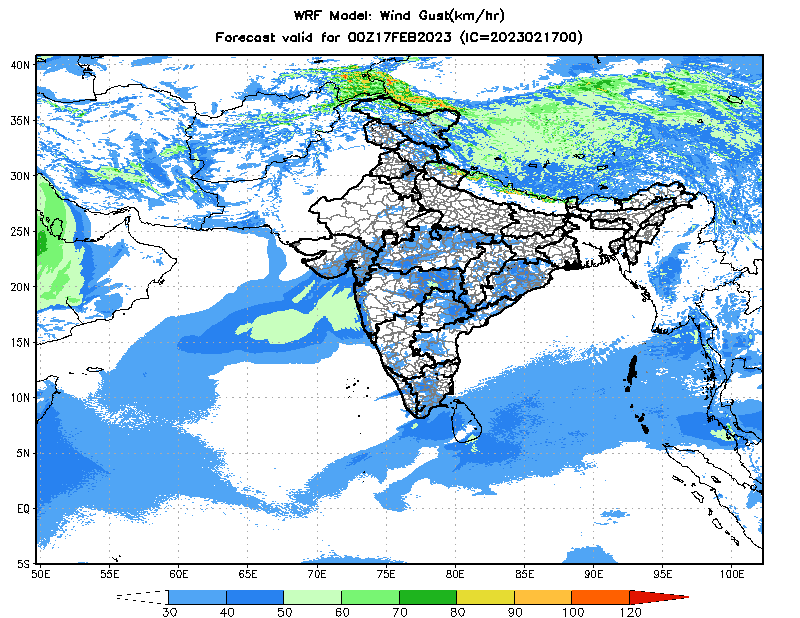 WRF Model: Wind Gust(km/hr)
Forecast valid for 00Z17FEB2023 (IC=2023021700)
40N
35N
30N
25N
20N
15N
10N
5N
EQ
5S
50E 55E 60E 65E 70E 75E 80E 85E 90E 95E 100E
30 40 50 60 70 80 90 100 120